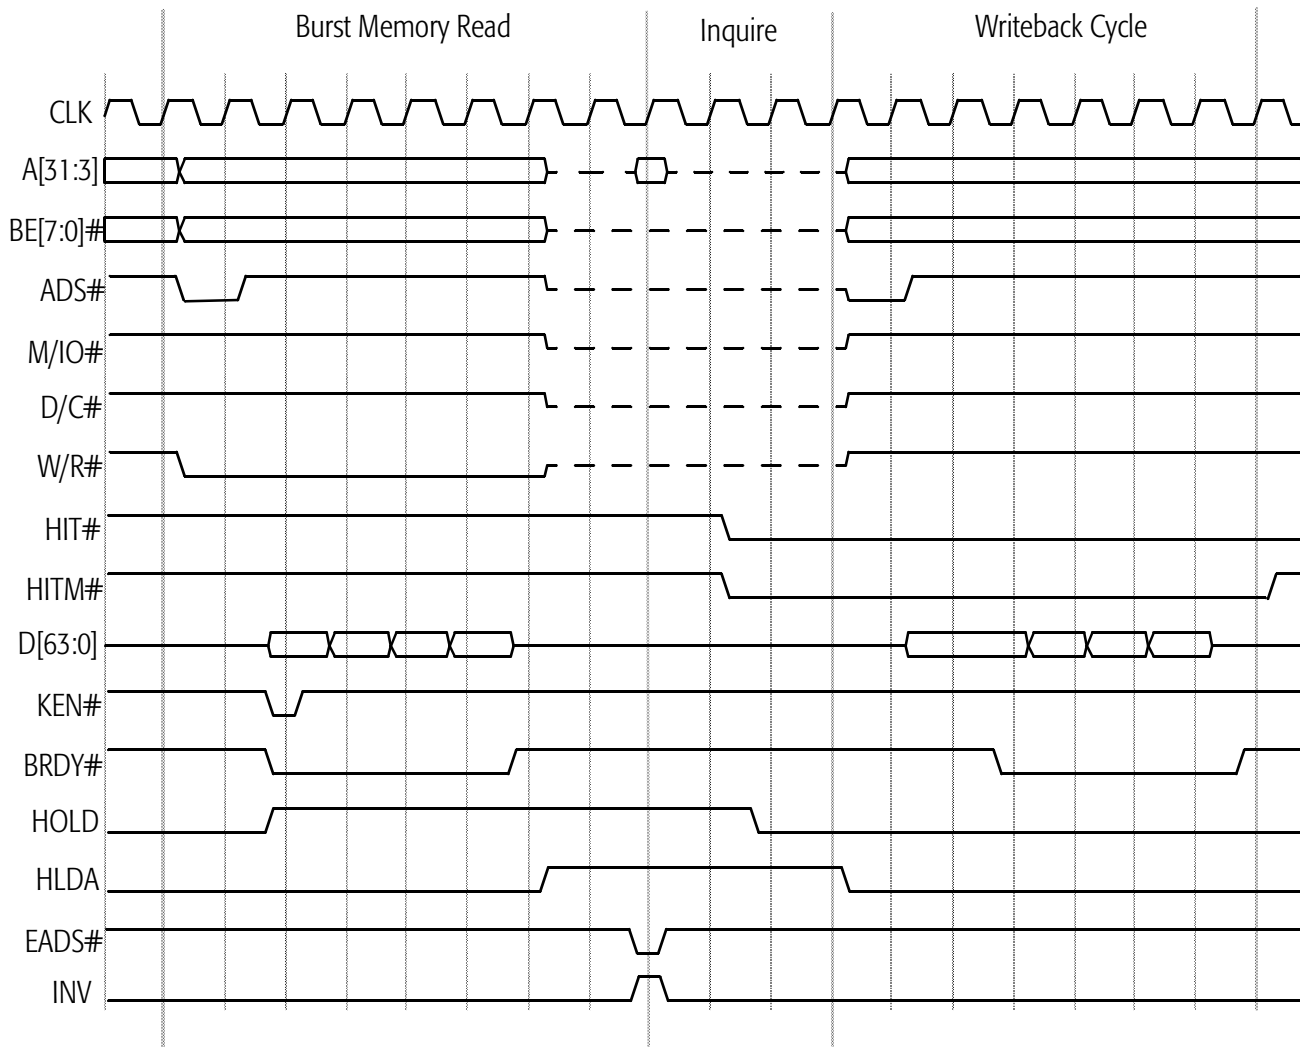 Burst Memory Read
Inquire
Writeback Cycle
CLK
A[31:3]
BE[7:0]#
ADS#
M/IO#
D/C#
W/R#
HIT#
HITM#
D[63:0]
KEN#
BRDY#
HOLD
HLDA
EADS#
INV